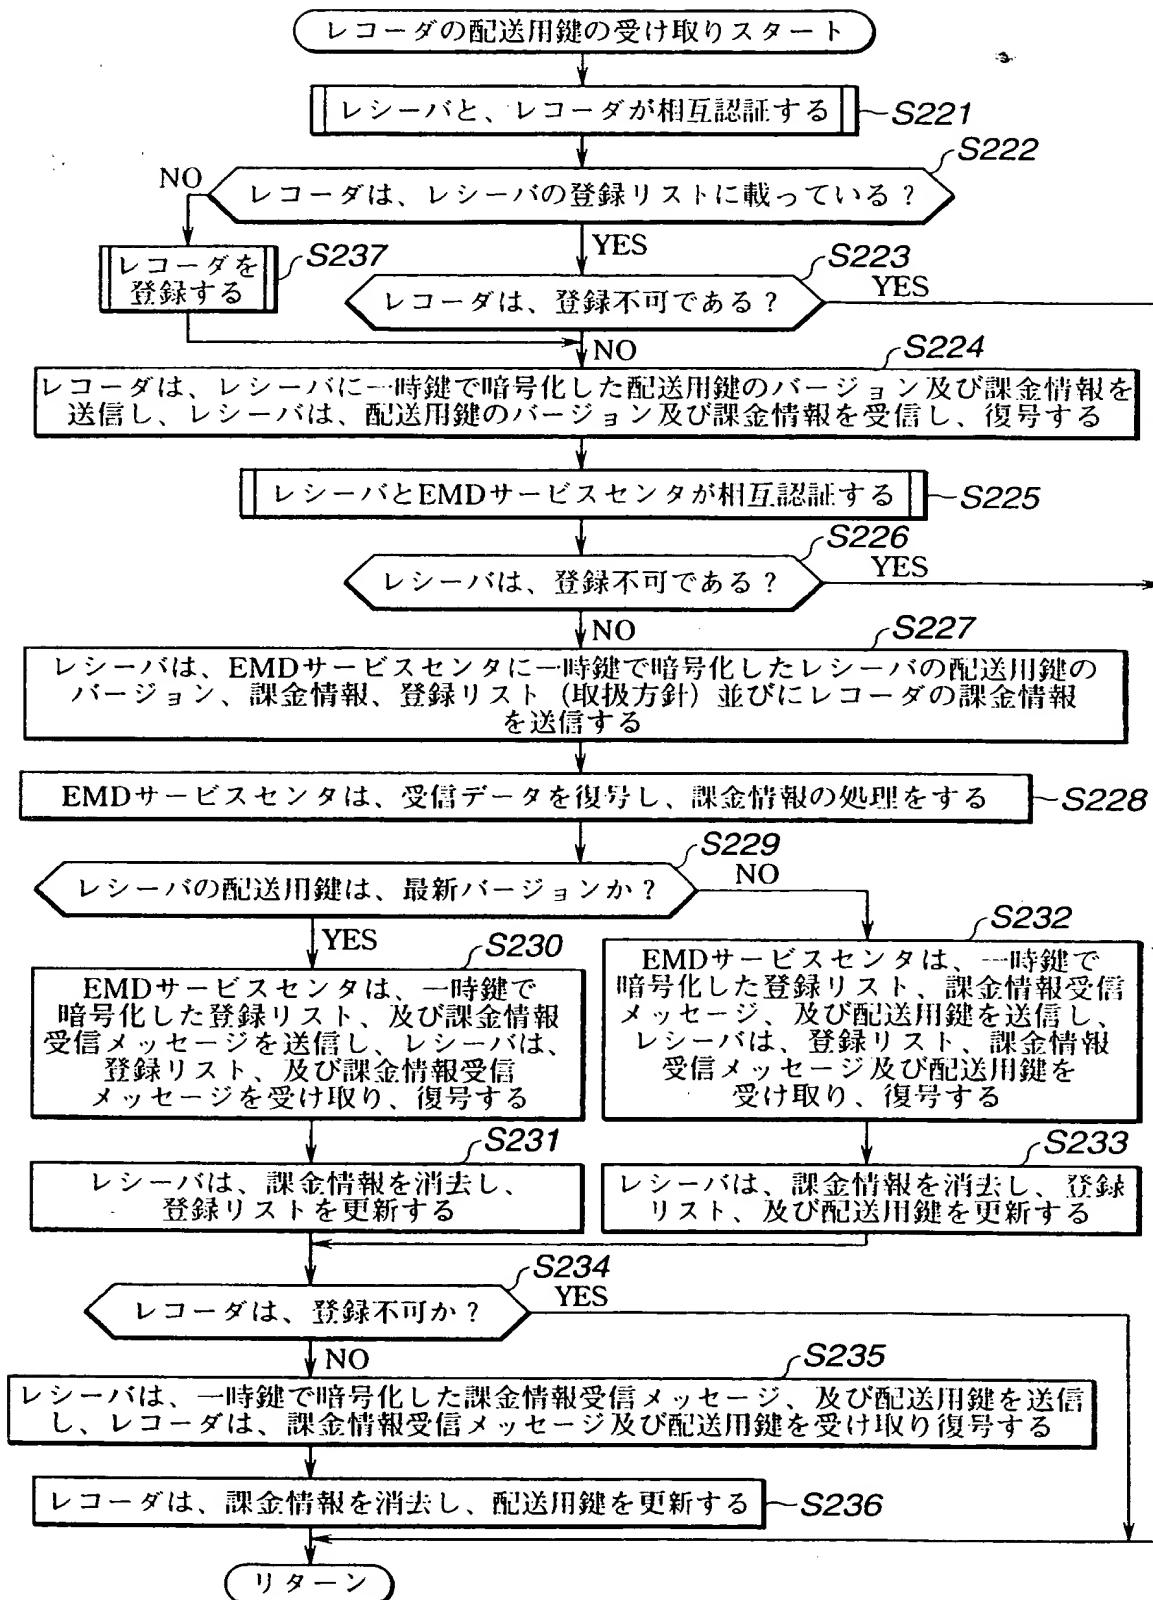 レコーダの配送用鍵の受け取りスタート
レシーバと、レコーダが相互認証する
S221
S222
NO
レコーダは、レシーバの登録リストに載っている？
YES
S237
S223
レコーダを
登録する
レコーダは、登録不可である？
YES
NO
S224
レコーダは、レシーバに一時鍵で暗号化した配送用鍵のバージョン及び課金情報を
送信し、レシーバは、配送用鍵のバージョン及び課金情報を受信し、復号する
レシーバとEMDサービスセンタが相互認証する
S225
S226
レシーバは、登録不可である？
YES
NO
S227
レシーバは、EMDサービスセンタに一時鍵で暗号化したレシーバの配送用鍵の
バージョン、課金情報、登録リスト（取扱方針）並びにレコーダの課金情報
を送信する
EMDサービスセンタは、受信データを復号し、課金情報の処理をする
S228
S229
レシーバの配送用鍵は、最新バージョンか？
NO
YES
S230
EMDサービスセンタは、一時鍵で
暗号化した登録リスト、及び課金情報
受信メッセージを送信し、レシーバは、
登録リスト、及び課金情報受信
メッセージを受け取り、復号する
S232
EMDサービスセンタは、一時鍵で
暗号化した登録リスト、課金情報受信
メッセージ、及び配送用鍵を送信し、
レシーバは、登録リスト、課金情報
受信メッセージ及び配送用鍵を
受け取り、復号する
S231
レシーバは、課金情報を消去し、
登録リストを更新する
S233
レシーバは、課金情報を消去し、登録
リスト、及び配送用鍵を更新する
S234
レコーダは、登録不可か？
YES
NO
S235
レシーバは、一時鍵で暗号化した課金情報受信メッセージ、及び配送用鍵を送信
し、レコーダは、課金情報受信メッセージ及び配送用鍵を受け取り復号する
レコーダは、課金情報を消去し、配送用鍵を更新する
S236
リターン